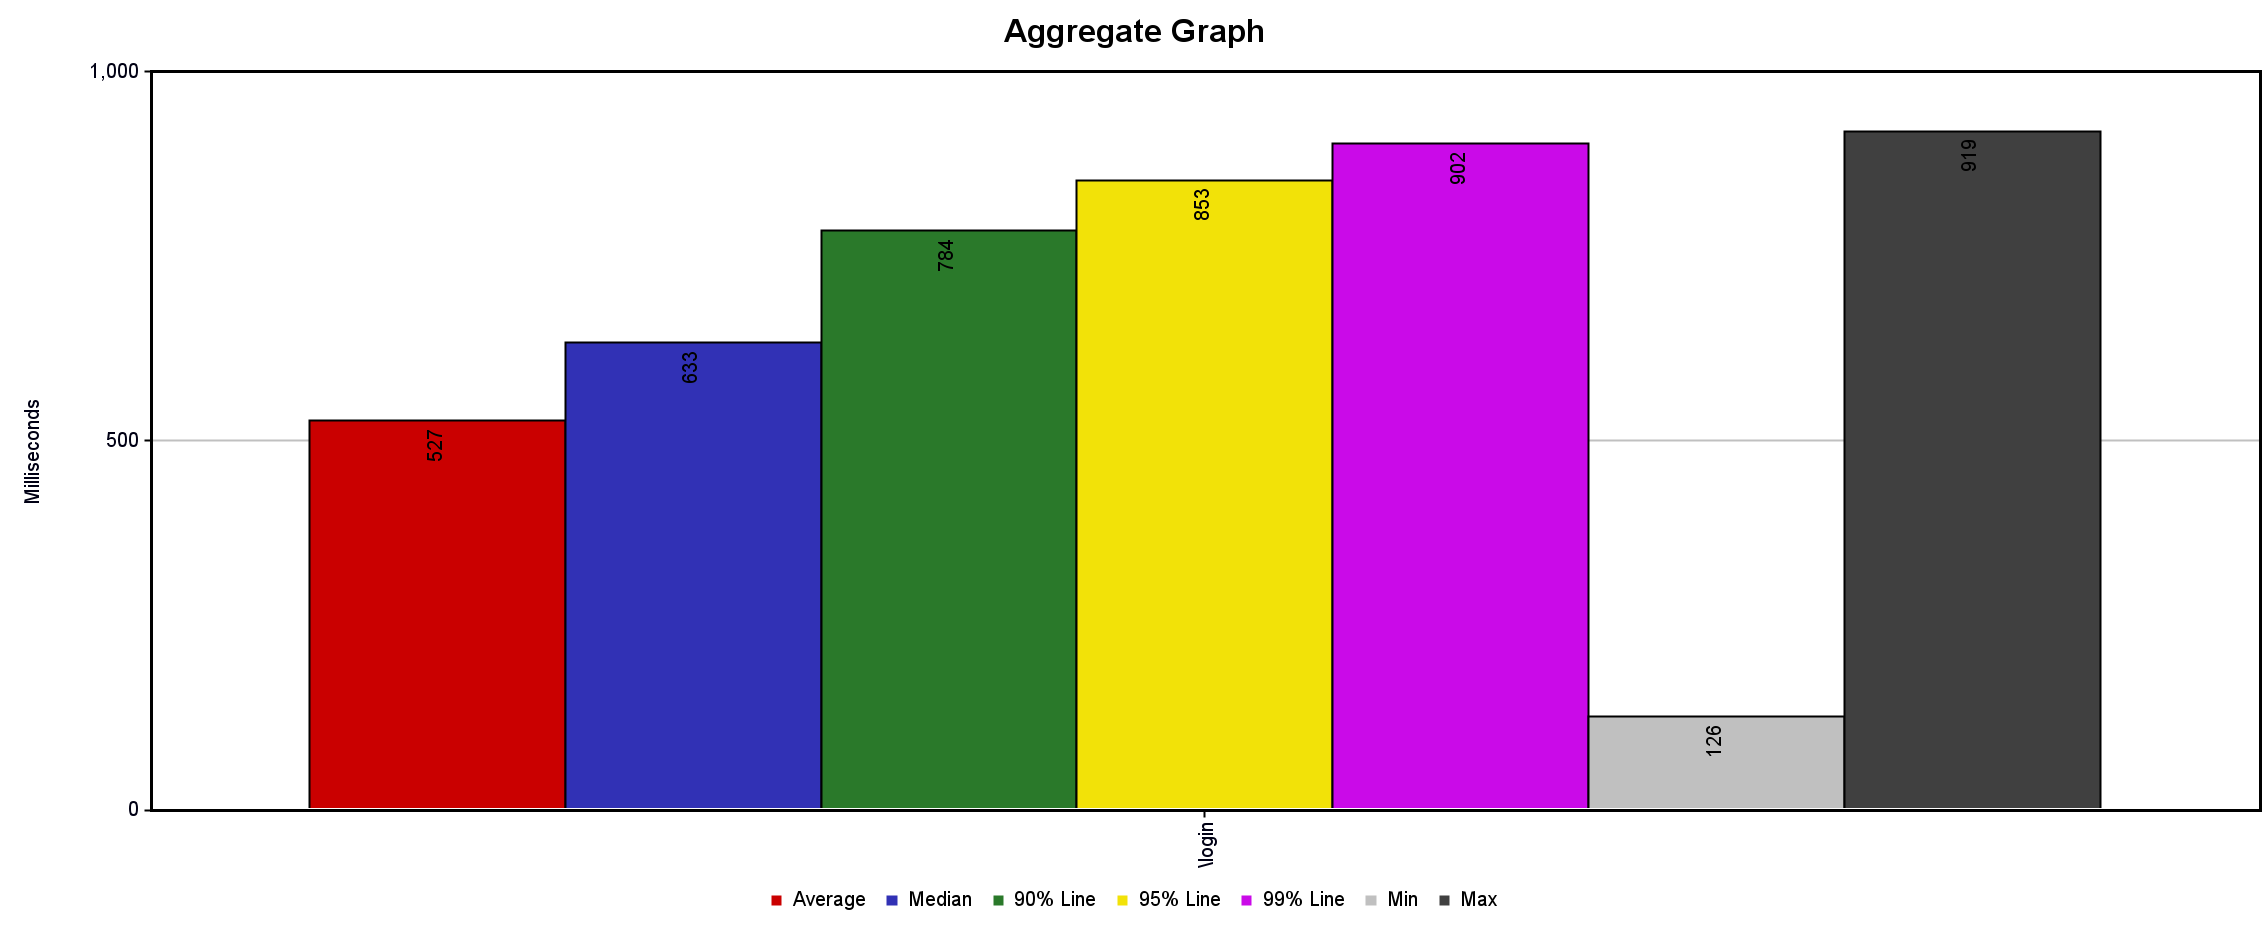 Aggregate Graph
1,000
500
0
Milliseconds
527
633
784
853
902
126
919
\login
Average Median 90% Line 95% Line 99% Line Min Max